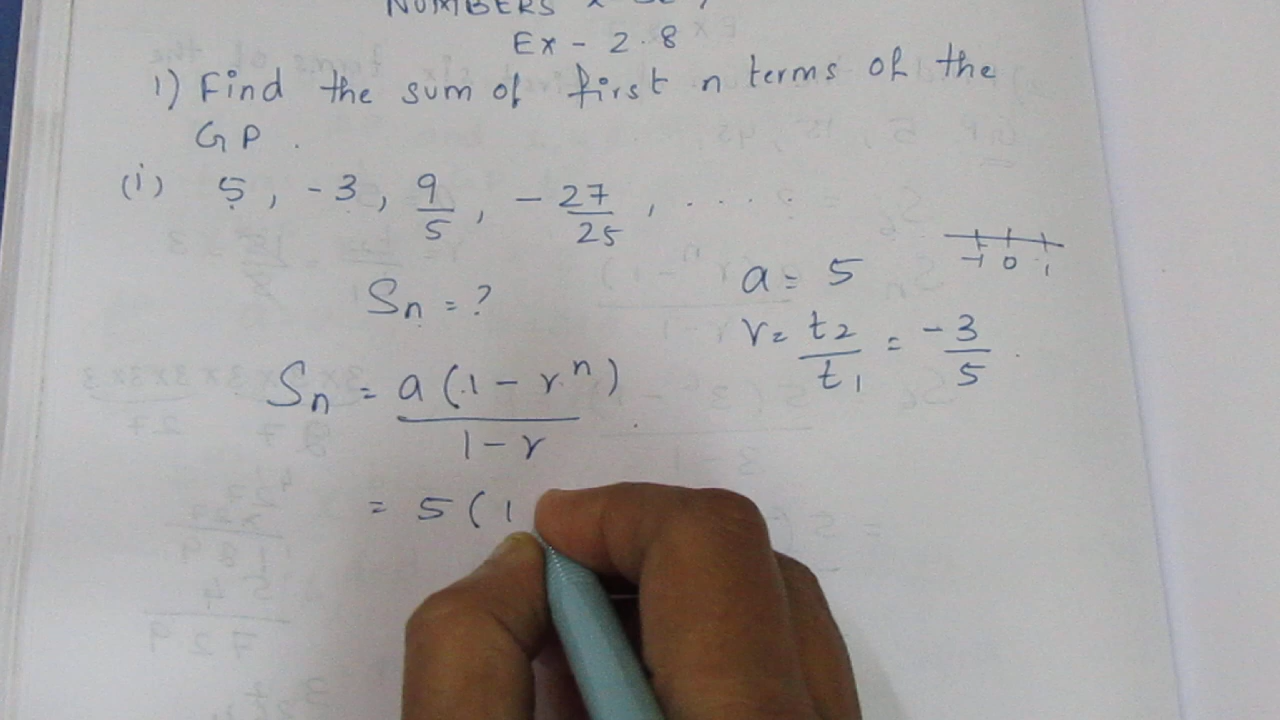 NUMBERS
Ex - 2.8
1) Find the sum of first n terms of the
GP.
(i) 5, -3, 9/5, -27/25, .....
-1 0 1
a = 5
Sn = ?
r = t2/t1 = -3/5.
Sn = a(1 - r^n)/1 - r.
= 5(1